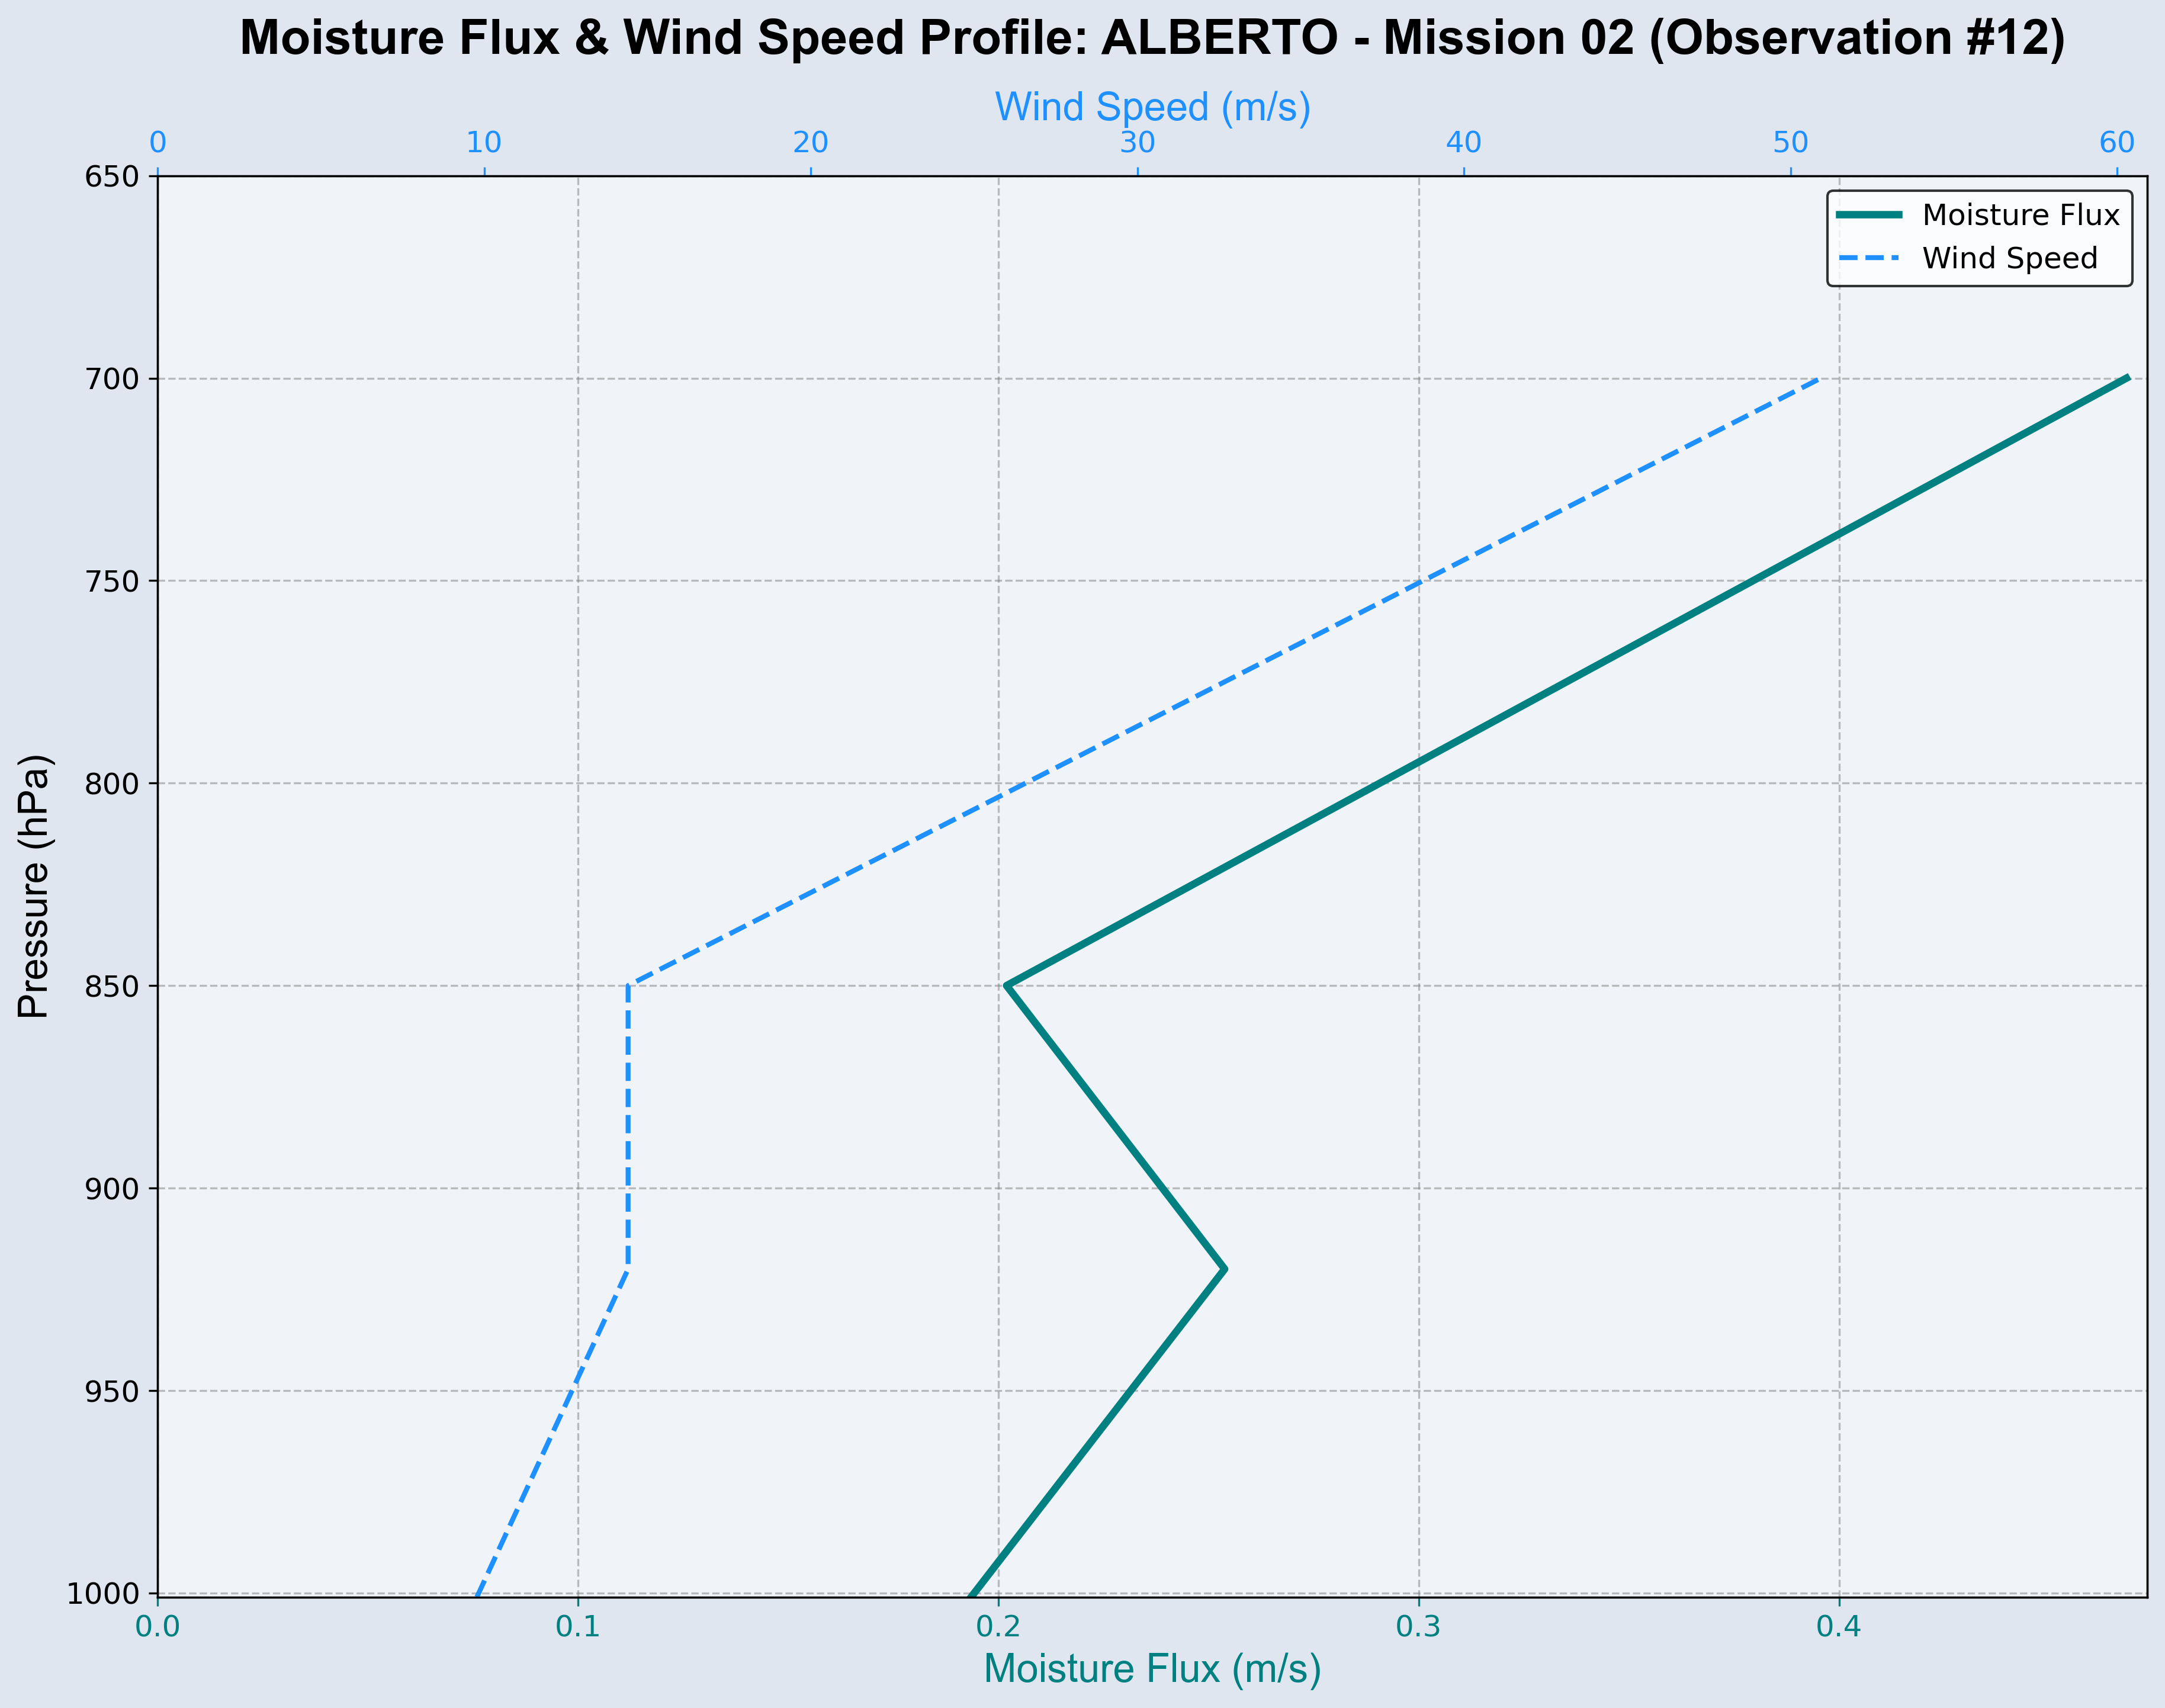 Moisture Flux & Wind Speed Profile: ALBERTO - Mission 02 (Observation #12)
Wind Speed (m/s)
0 10 20 30 40 50 60
Moisture Flux
Wind Speed
Pressure (hPa)
650
700
750
800
850
900
950
1000
0.0 0.1 0.2 0.3 0.4
Moisture Flux (m/s)